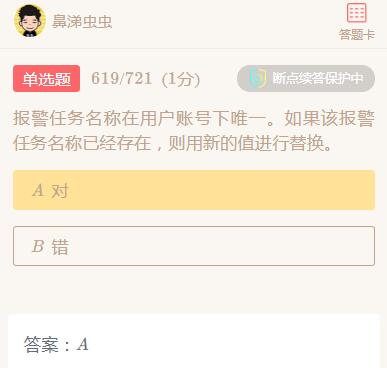 鼻涕虫虫
答题卡
单选题 619/721 (1分) 断点续答保护中
报警任务名称在用户账号下唯一。如果该报警
任务名称已经存在，则用新的值进行替换。
A 对
B 错
答案：A